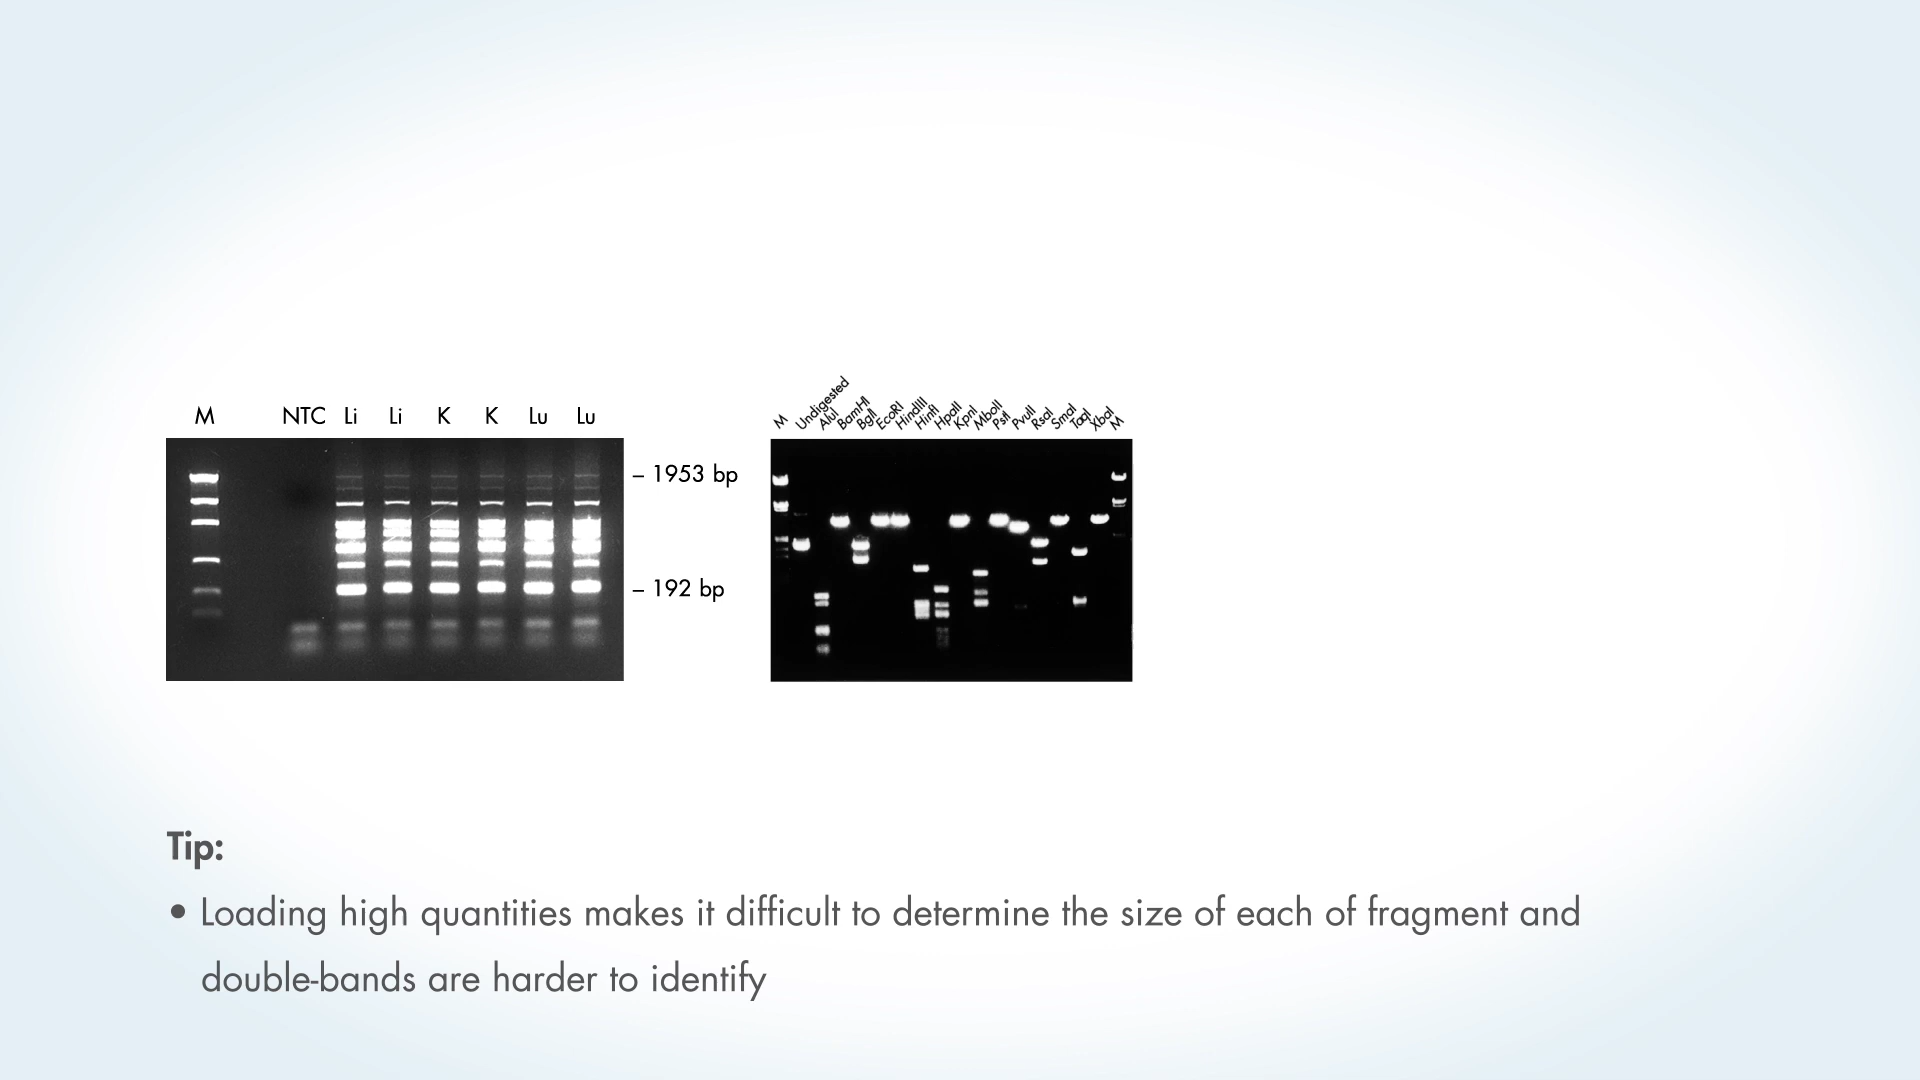 M NTC Li Li K K Lu Lu
– 1953 bp
– 192 bp
M Undigested AluI BamHI BglI EcoRI HindIII HinfI HpaII KpnI MboII PstI PvuII RsaI SmaI TaqI XbaI M
Tip:
• Loading high quantities makes it difficult to determine the size of each of fragment and
double-bands are harder to identify